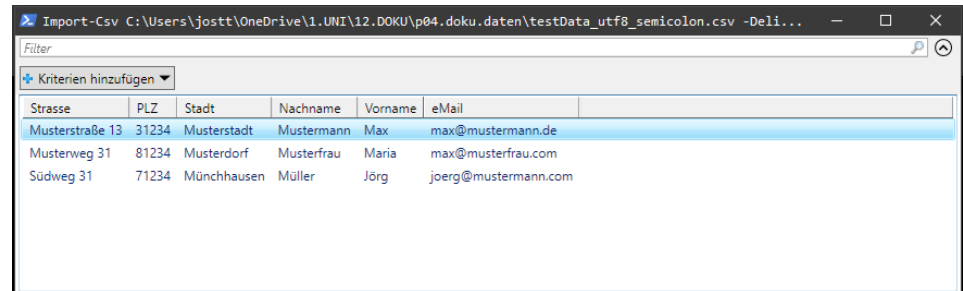 Import-Csv C:\Users\jostt\OneDrive\1.UNI\12.DOKU\p04.doku.daten\testData_utf8_semicolon.csv -Deli...
Filter
Kriterien hinzufügen
Strasse PLZ Stadt Nachname Vorname eMail
Musterstraße 13 31234 Musterstadt Mustermann Max max@mustermann.de
Musterweg 31 81234 Musterdorf Musterfrau Maria max@musterfrau.com
Südweg 31 71234 Münchhausen Müller Jörg joerg@mustermann.com